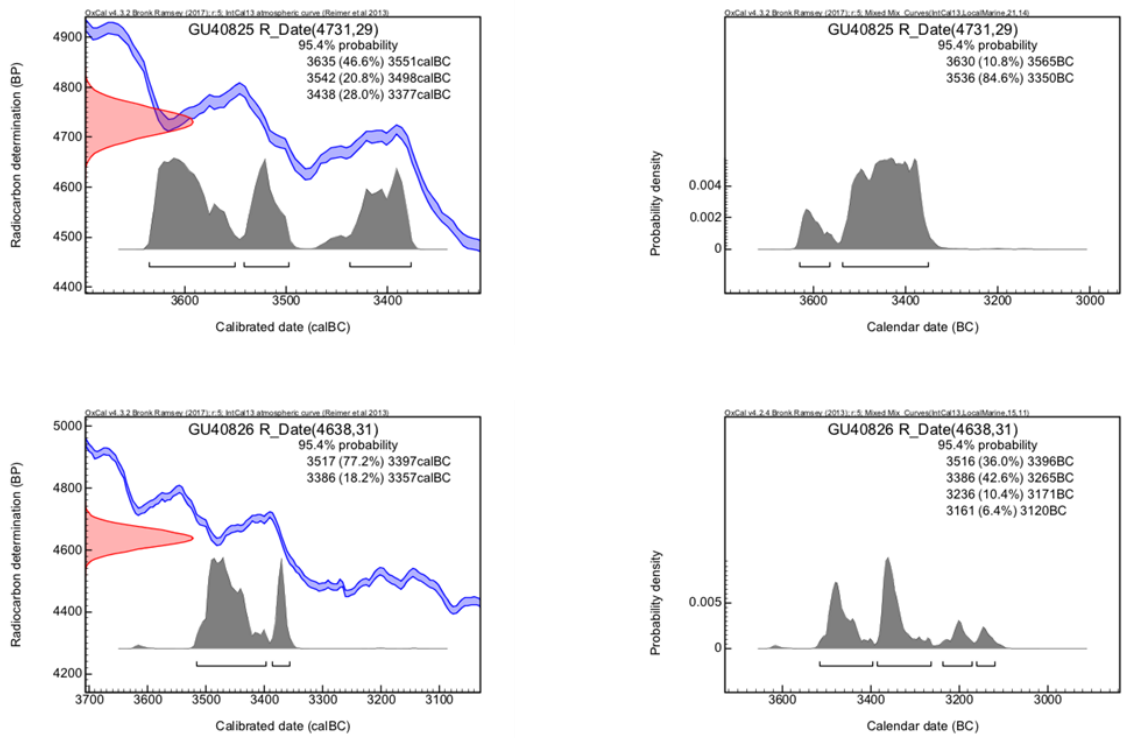 OxCal v4.3.2 Bronk Ramsey (2017); r:5; IntCal13 atmospheric curve (Reimer et al 2013)
GU40825 R_Date(4731,29)
95.4% probability
3635 (46.6%) 3551calBC
3542 (20.8%) 3498calBC
3438 (28.0%) 3377calBC
Radiocarbon determination (BP)
4900
4800
4700
4600
4500
4400
3600
3500
3400
Calibrated date (calBC)
OxCal v4.3.2 Bronk Ramsey (2017); r:5; Mixed Mix_Curves(IntCal13,LocalMarine,21,14)
GU40825 R_Date(4731,29)
95.4% probability
3630 (10.8%) 3565BC
3536 (84.6%) 3350BC
Probability density
0.004
0.002
0
3600
3400
3200
3000
Calendar date (BC)
OxCal v4.3.2 Bronk Ramsey (2017); r:5; IntCal13 atmospheric curve (Reimer et al 2013)
GU40826 R_Date(4638,31)
95.4% probability
3517 (77.2%) 3397calBC
3386 (18.2%) 3357calBC
Radiocarbon determination (BP)
5000
4800
4600
4400
4200
3700
3600
3500
3400
3300
3200
3100
Calibrated date (calBC)
OxCal v4.2.4 Bronk Ramsey (2013); r:5; Mixed Mix_Curves(IntCal13,LocalMarine,15,11)
GU40826 R_Date(4638,31)
95.4% probability
3516 (36.0%) 3396BC
3386 (42.6%) 3265BC
3236 (10.4%) 3171BC
3161 (6.4%) 3120BC
Probability density
0.005
0
3600
3400
3200
3000
Calendar date (BC)